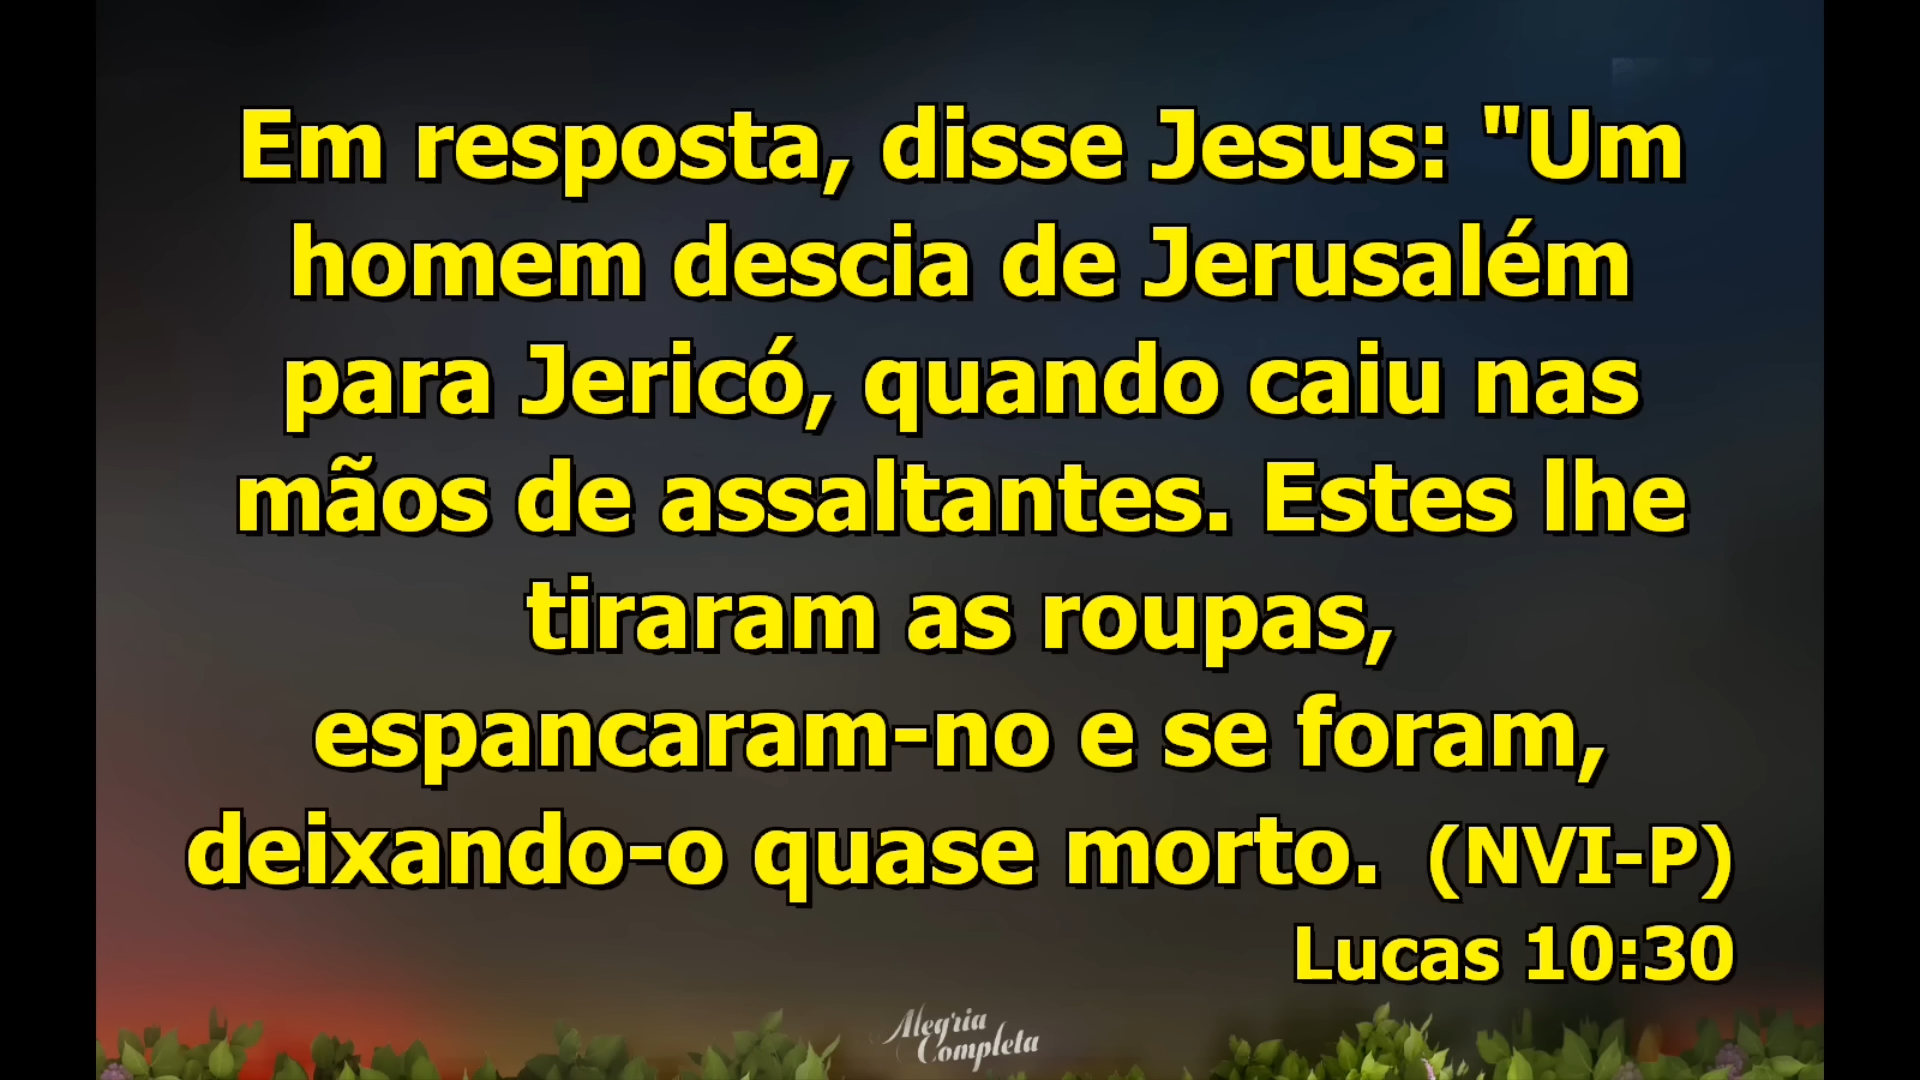 Em resposta, disse Jesus: "Um
homem descia de Jerusalém
para Jericó, quando caiu nas
mãos de assaltantes. Estes lhe
tiraram as roupas,
espancaram-no e se foram,
deixando-o quase morto. (NVI-P)
Lucas 10:30
Alegria
Completa